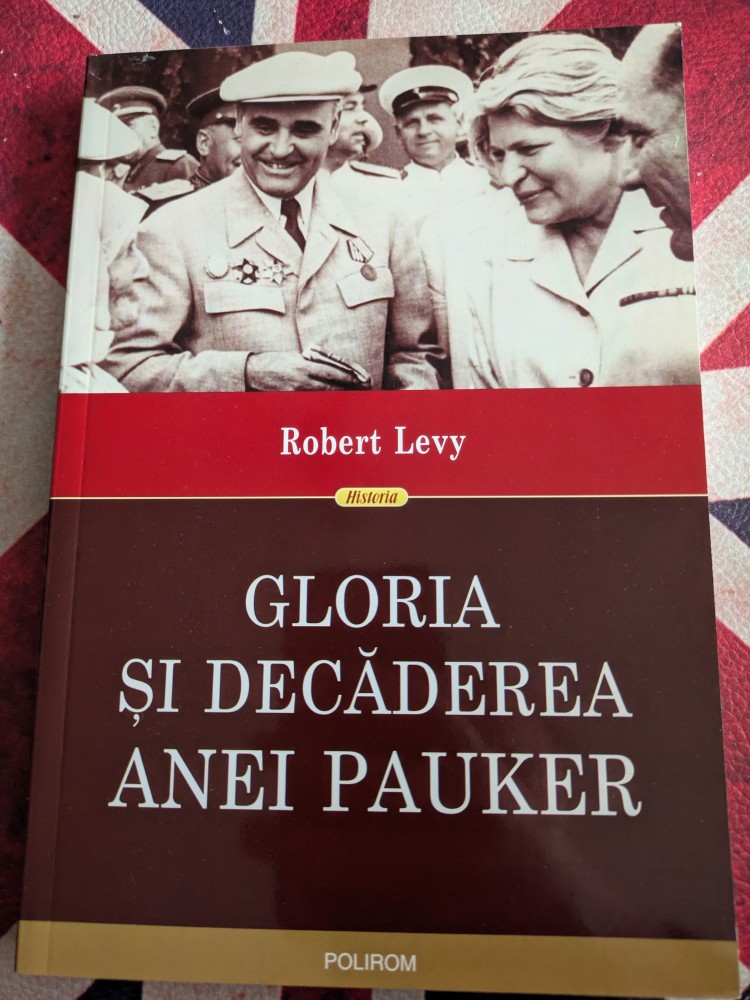 Robert Levy
Historia
GLORIA
ȘI DECĂDEREA
ANEI PAUKER
POLIROM